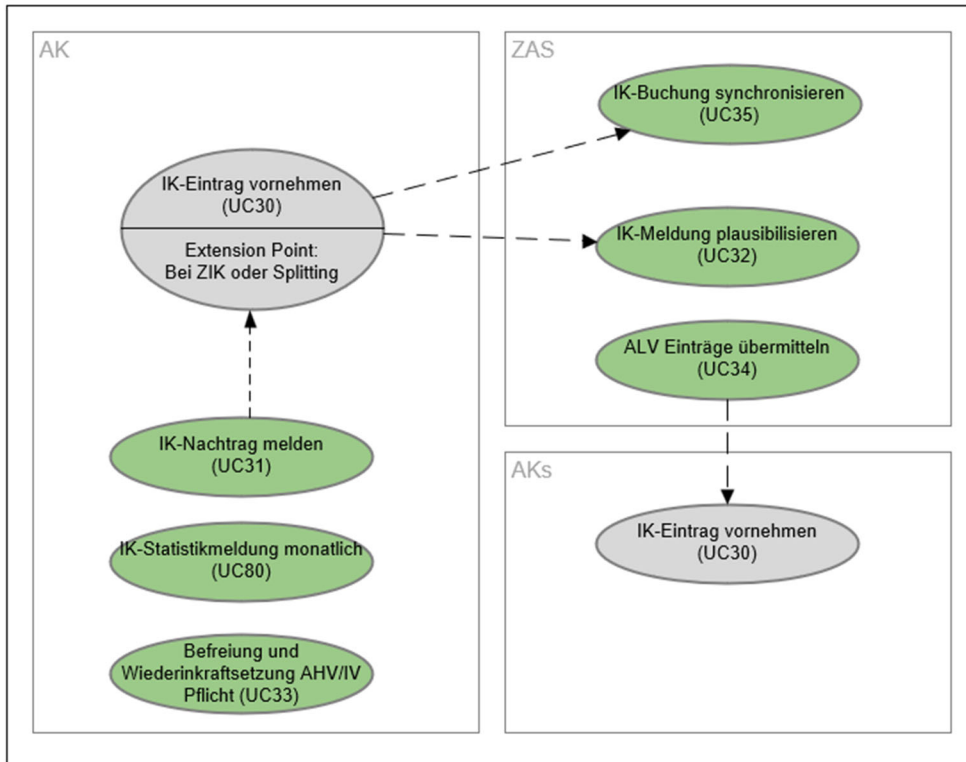 AK
IK-Eintrag vornehmen
(UC30)
Extension Point:
Bei ZIK oder Splitting
IK-Nachtrag melden
(UC31)
IK-Statistikmeldung monatlich
(UC80)
Befreiung und
Wiederinkraftsetzung AHV/IV
Pflicht (UC33)
ZAS
IK-Buchung synchronisieren
(UC35)
IK-Meldung plausibilisieren
(UC32)
ALV Einträge übermitteln
(UC34)
AKs
IK-Eintrag vornehmen
(UC30)